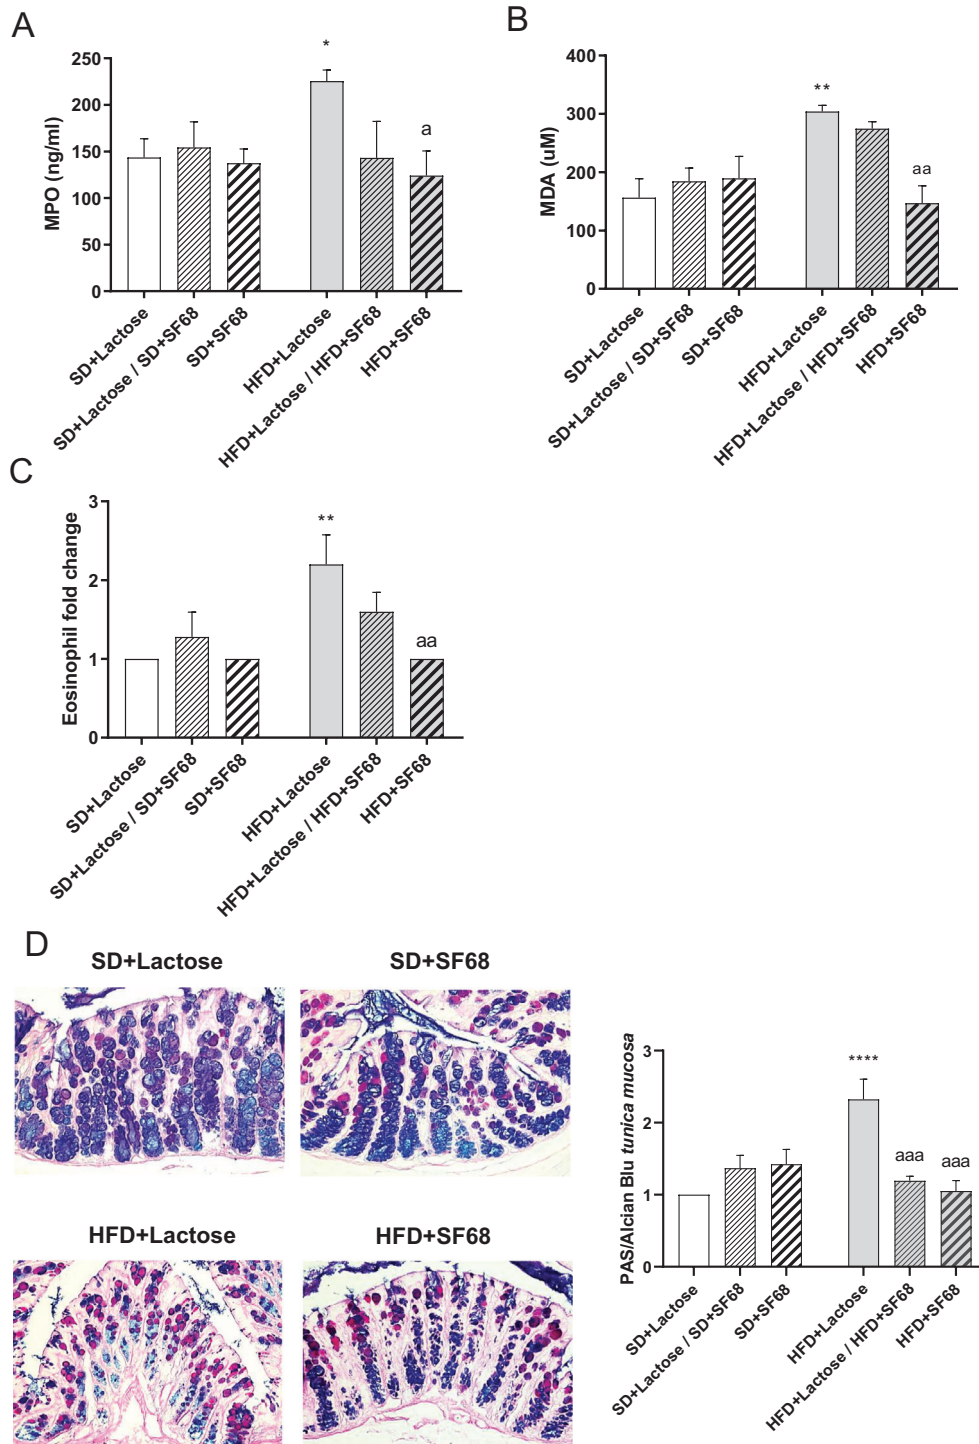 A
MPO (ng/ml)
250
200
150
100
50
0
*
a
SD+Lactose
SD+Lactose / SD+SF68
SD+SF68
HFD+Lactose
HFD+Lactose / HFD+SF68
HFD+SF68
B
MDA (uM)
400
300
200
100
0
**
aa
SD+Lactose
SD+Lactose / SD+SF68
SD+SF68
HFD+Lactose
HFD+Lactose / HFD+SF68
HFD+SF68
C
Eosinophil fold change
3
2
1
0
**
aa
SD+Lactose
SD+Lactose / SD+SF68
SD+SF68
HFD+Lactose
HFD+Lactose / HFD+SF68
HFD+SF68
D
SD+Lactose
SD+SF68
HFD+Lactose
HFD+SF68
PAS/Alcian Blu tunica mucosa
3
2
1
0
****
aaa
aaa
SD+Lactose
SD+Lactose / SD+SF68
SD+SF68
HFD+Lactose
HFD+Lactose / HFD+SF68
HFD+SF68